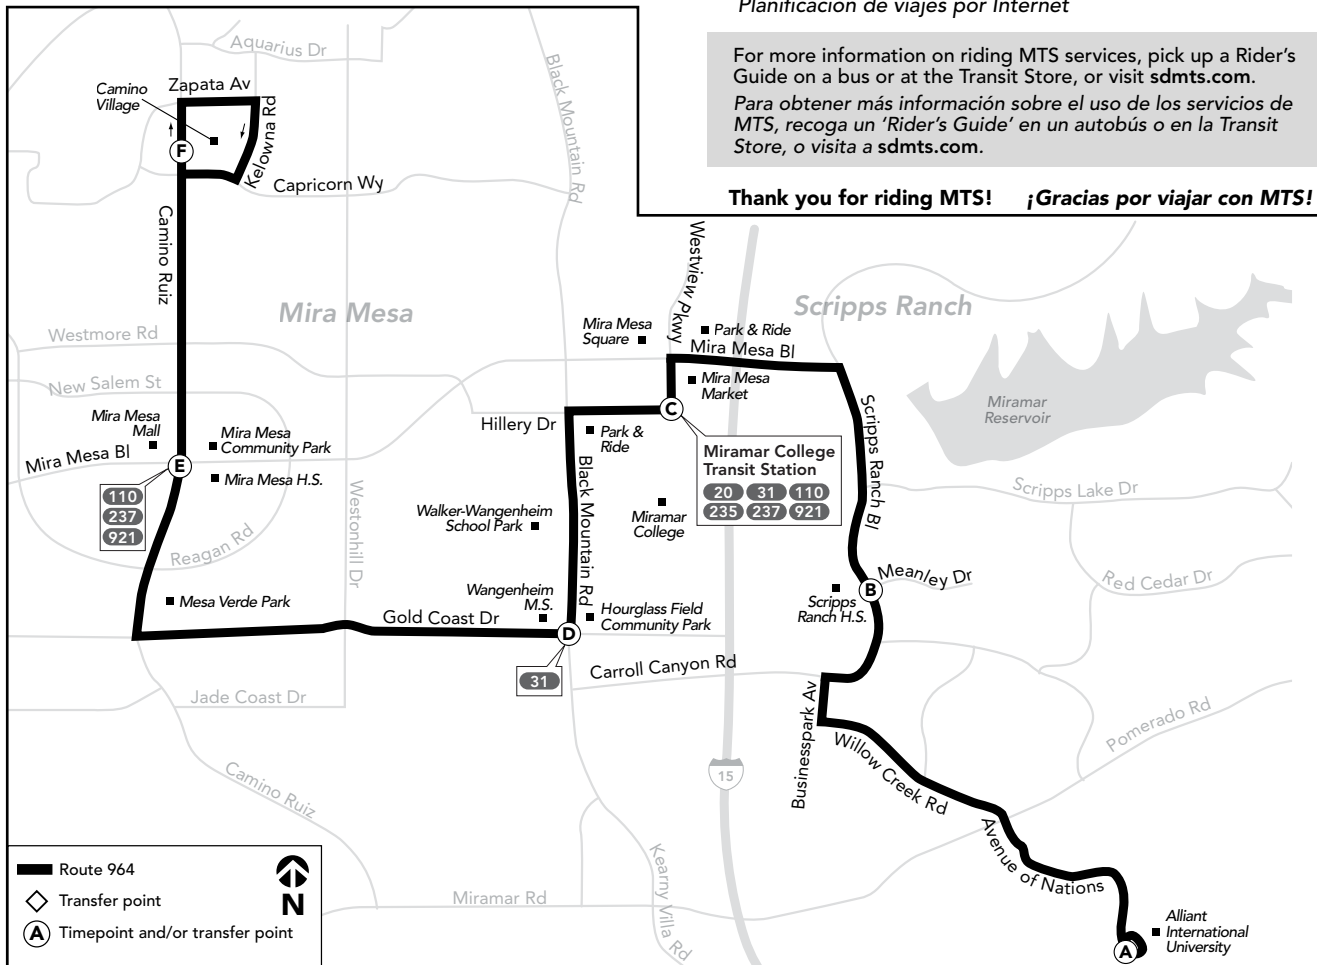 Planificación de viajes por Internet
For more information on riding MTS services, pick up a Rider's
Guide on a bus or at the Transit Store, or visit sdmts.com.
Para obtener más información sobre el uso de los servicios de
MTS, recoga un 'Rider's Guide' en un autobús o en la Transit
Store, o visita a sdmts.com.
Thank you for riding MTS! ¡Gracias por viajar con MTS!
Aquarius Dr
Zapata Av
Camino
Village
Kelowna Rd
F
Capricorn Wy
Black Mountain Rd
Camino Ruiz
Mira Mesa
Scripps Ranch
Westview Pkwy
Westmore Rd
Mira Mesa
Square
Park & Ride
Mira Mesa Bl
New Salem St
Mira Mesa
Market
Miramar
Reservoir
Mira Mesa
Mall
Mira Mesa
Community Park
Hillery Dr
C
Park &
Ride
Scripps Ranch Bl
Mira Mesa Bl
E
Mira Mesa H.S.
Miramar College
Transit Station
20 31 110
235 237 921
110
237
921
Westonhill Dr
Walker-Wangenheim
School Park
Black Mountain Rd
Miramar
College
Scripps Lake Dr
Reagan Rd
Meanley Dr
B
Red Cedar Dr
Mesa Verde Park
Wangenheim
M.S.
Hourglass Field
Community Park
Scripps
Ranch H.S.
Gold Coast Dr
D
31
Carroll Canyon Rd
Jade Coast Dr
Businesspark Av
Pomerado Rd
Willow Creek Rd
15
Camino Ruiz
Avenue of Nations
Kearny Villa Rd
Miramar Rd
Alliant
International
University
A
Route 964
Transfer point
A Timepoint and/or transfer point
N